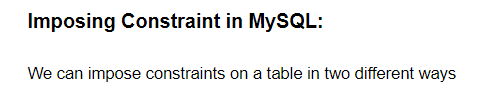 Imposing Constraint in MySQL:
We can impose constraints on a table in two different ways